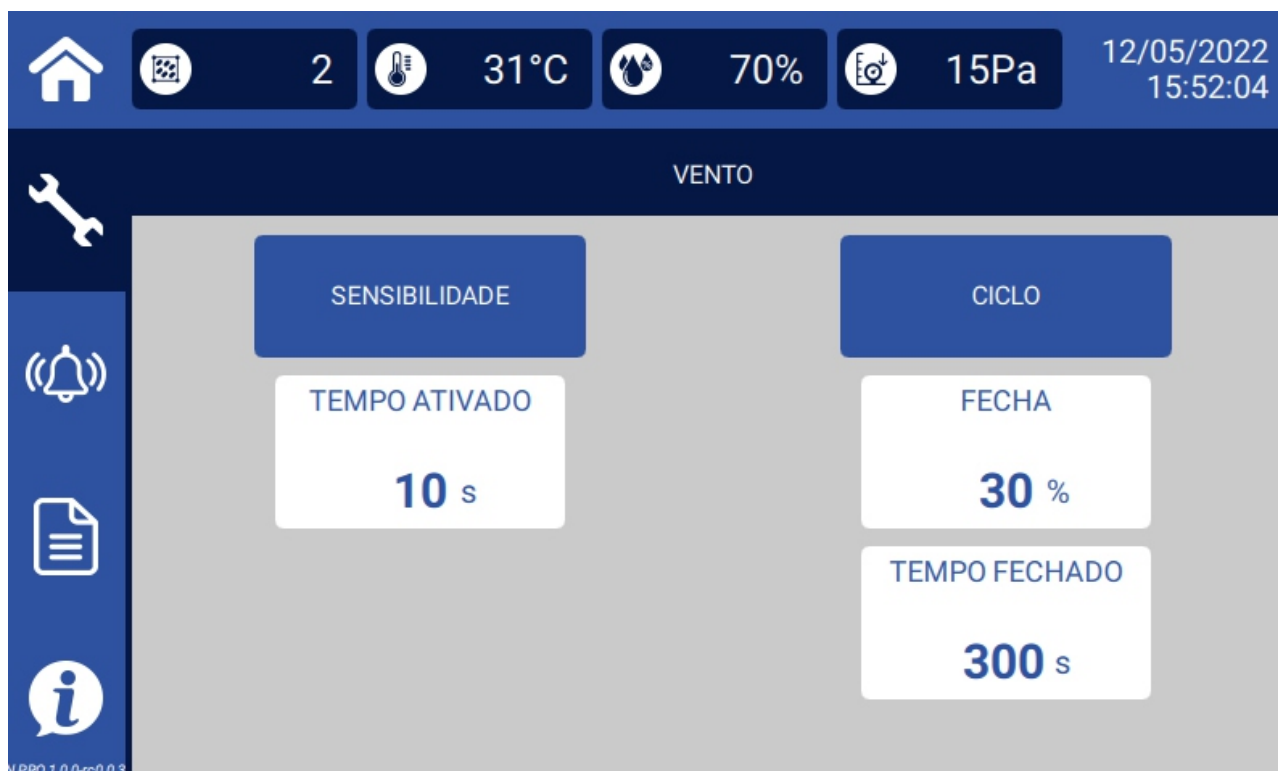 2
31°C
70%
15Pa
12/05/2022
15:52:04
VENTO
SENSIBILIDADE
CICLO
TEMPO ATIVADO
10 s
FECHA
30 %
TEMPO FECHADO
300 s